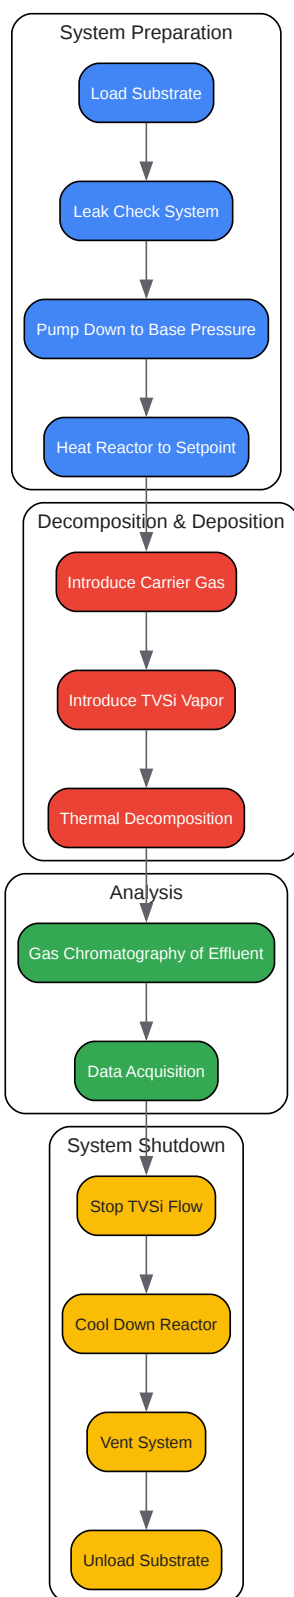 System Preparation
Load Substrate
Leak Check System
Pump Down to Base Pressure
Heat Reactor to Setpoint
Decomposition & Deposition
Introduce Carrier Gas
Introduce TVSi Vapor
Thermal Decomposition
Analysis
Gas Chromatography of Effluent
Data Acquisition
System Shutdown
Stop TVSi Flow
Cool Down Reactor
Vent System
Unload Substrate